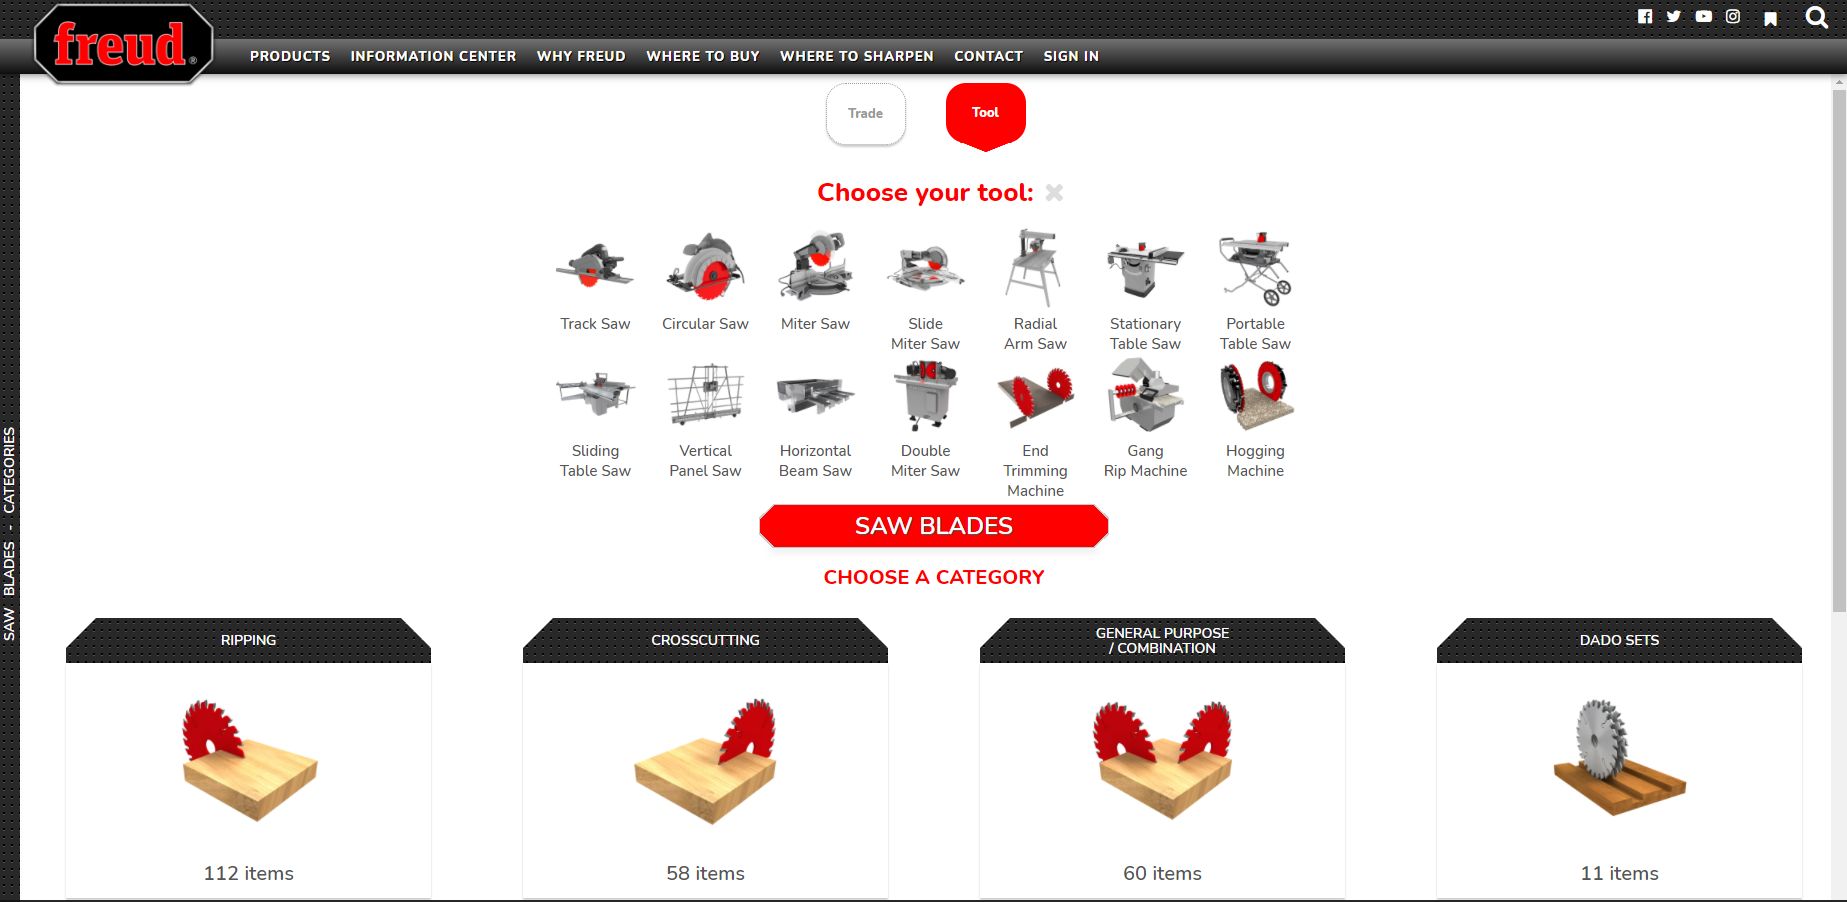 freud®
PRODUCTS INFORMATION CENTER WHY FREUD WHERE TO BUY WHERE TO SHARPEN CONTACT SIGN IN
SAW BLADES - CATEGORIES
Trade
Tool
Choose your tool:
Track Saw
Circular Saw
Miter Saw
Slide
Miter Saw
Radial
Arm Saw
Stationary
Table Saw
Portable
Table Saw
Sliding
Table Saw
Vertical
Panel Saw
Horizontal
Beam Saw
Double
Miter Saw
End
Trimming
Machine
Gang
Rip Machine
Hogging
Machine
SAW BLADES
CHOOSE A CATEGORY
RIPPING
112 items
CROSSCUTTING
58 items
GENERAL PURPOSE
/ COMBINATION
60 items
DADO SETS
11 items